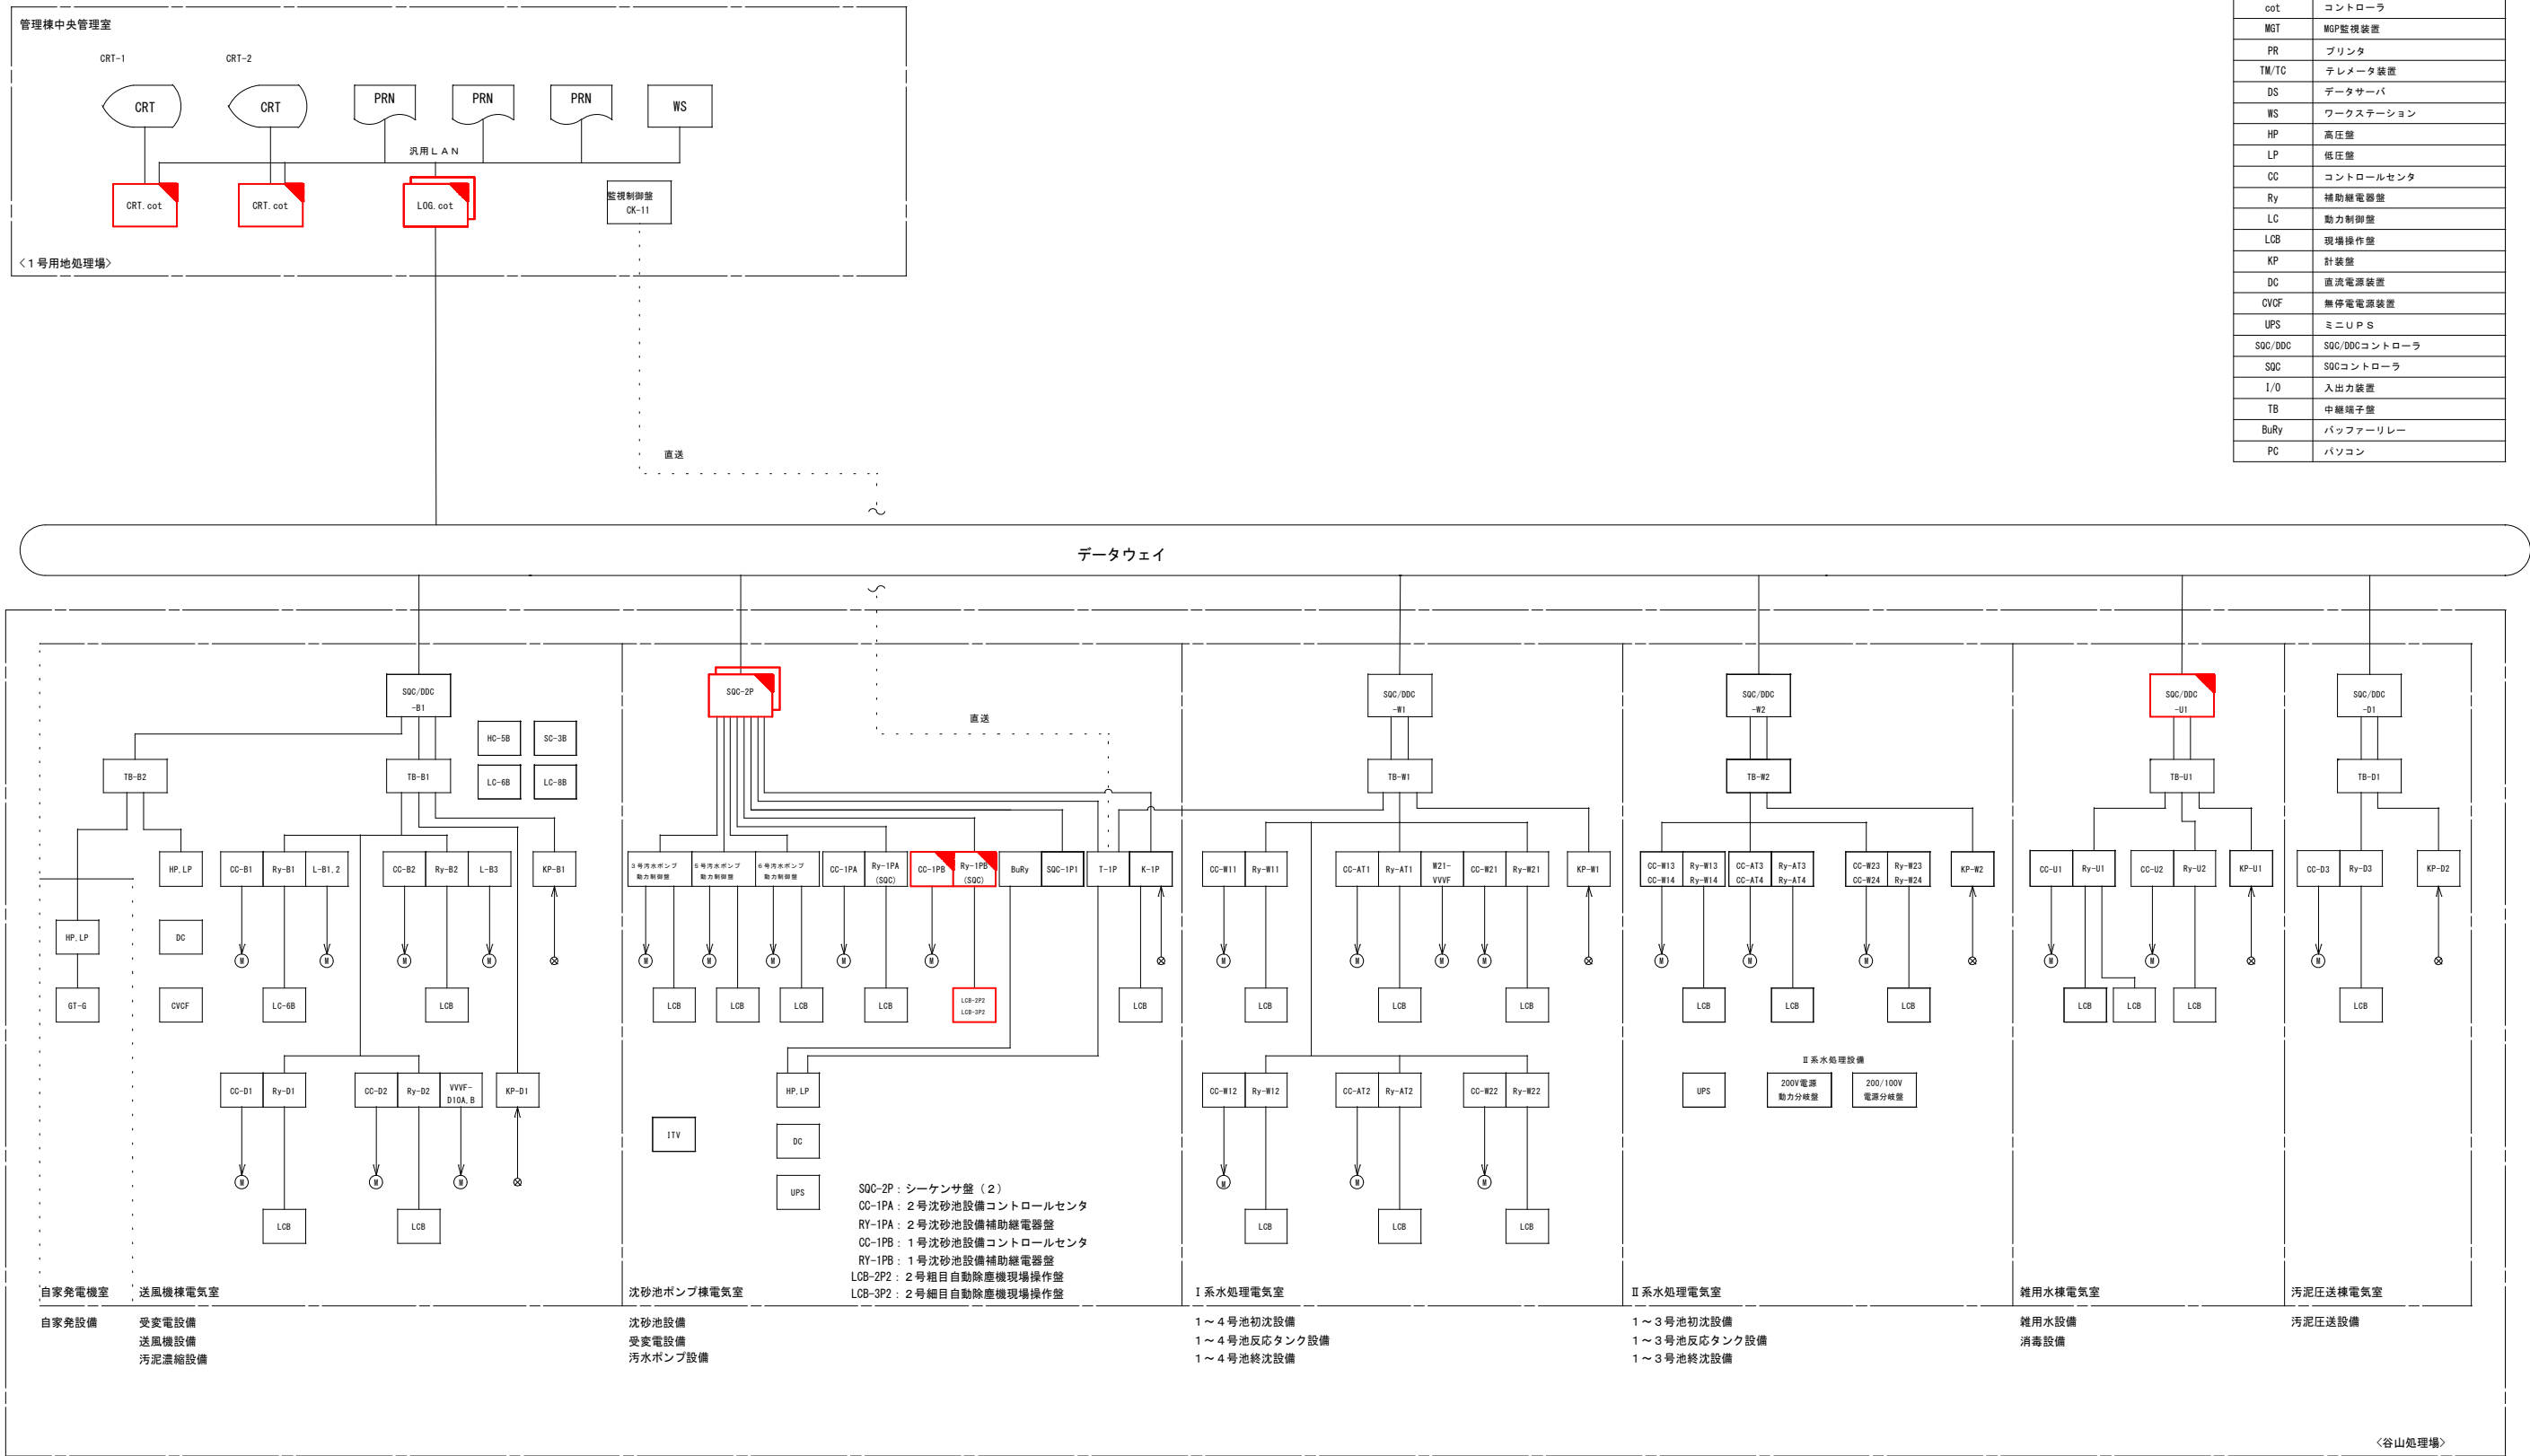 管理棟中央管理室
CRT-1
CRT-2
CRT
CRT
PRN
PRN
PRN
WS
汎用LAN
CRT.cot
CRT.cot
LOG.cot
監視制御盤
CK-11
〈1号用地処理場〉
cot コントローラ
MGT MGP監視装置
PR プリンタ
TM/TC テレメータ装置
DS データサーバ
WS ワークステーション
HP 高圧盤
LP 低圧盤
CC コントロールセンタ
Ry 補助継電器盤
LC 動力制御盤
LCB 現場操作盤
KP 計装盤
DC 直流電源装置
CVCF 無停電電源装置
UPS ミニUPS
SQC/DDC SQC/DDCコントローラ
SQC SQCコントローラ
I/O 入出力装置
TB 中継端子盤
BuRy バッファーリレー
PC パソコン
直送
データウェイ
SQC/DDC
-B1
HC-5B
SC-3B
LC-6B
LC-8B
TB-B2
TB-B1
HP,LP
CC-B1
Ry-B1
L-B1,2
CC-B2
Ry-B2
L-B3
KP-B1
HP,LP
DC
M
M
M
M
GT-G
CVCF
LC-6B
LCB
CC-D1
Ry-D1
CC-D2
Ry-D2
VVVF-
D10A,B
KP-D1
M
M
M
LCB
LCB
自家発電機室
送風機棟電気室
自家発設備
受変電設備
送風機設備
汚泥濃縮設備
SQC-2P
直送
3号汚水ポンプ
動力制御盤
5号汚水ポンプ
動力制御盤
6号汚水ポンプ
動力制御盤
CC-1PA
Ry-1PA
(SQC)
CC-1PB
Ry-1PB
(SQC)
BuRy
SQC-1P1
T-1P
K-1P
M
M
M
M
M
LCB
LCB
LCB
LCB
LCB-2P2
LCB-3P2
LCB
HP,LP
ITV
DC
UPS
SQC-2P：シーケンサ盤（2）
CC-1PA：2号沈砂池設備コントロールセンタ
RY-1PA：2号沈砂池設備補助継電器盤
CC-1PB：1号沈砂池設備コントロールセンタ
RY-1PB：1号沈砂池設備補助継電器盤
LCB-2P2：2号粗目自動除塵機現場操作盤
LCB-3P2：2号細目自動除塵機現場操作盤
沈砂池ポンプ棟電気室
沈砂池設備
受変電設備
汚水ポンプ設備
SQC/DDC
-W1
TB-W1
CC-W11
Ry-W11
CC-AT1
Ry-AT1
W21-
VVVF
CC-W21
Ry-W21
KP-W1
M
M
M
M
LCB
LCB
LCB
CC-W12
Ry-W12
CC-AT2
Ry-AT2
CC-W22
Ry-W22
M
M
M
LCB
LCB
LCB
Ⅰ系水処理電気室
1～4号池初沈設備
1～4号池反応タンク設備
1～4号池終沈設備
SQC/DDC
-W2
TB-W2
CC-W13
CC-W14
Ry-W13
Ry-W14
CC-AT3
CC-AT4
Ry-AT3
Ry-AT4
CC-W23
CC-W24
Ry-W23
Ry-W24
KP-W2
M
M
M
LCB
LCB
LCB
Ⅱ系水処理設備
UPS
200V電源
動力分岐盤
200/100V
電源分岐盤
Ⅱ系水処理電気室
1～3号池初沈設備
1～3号池反応タンク設備
1～3号池終沈設備
SQC/DDC
-U1
TB-U1
CC-U1
Ry-U1
CC-U2
Ry-U2
KP-U1
M
M
LCB
LCB
LCB
雑用水棟電気室
雑用水設備
消毒設備
SQC/DDC
-D1
TB-D1
CC-D3
Ry-D3
KP-D2
M
LCB
汚泥圧送棟電気室
汚泥圧送設備
〈谷山処理場〉